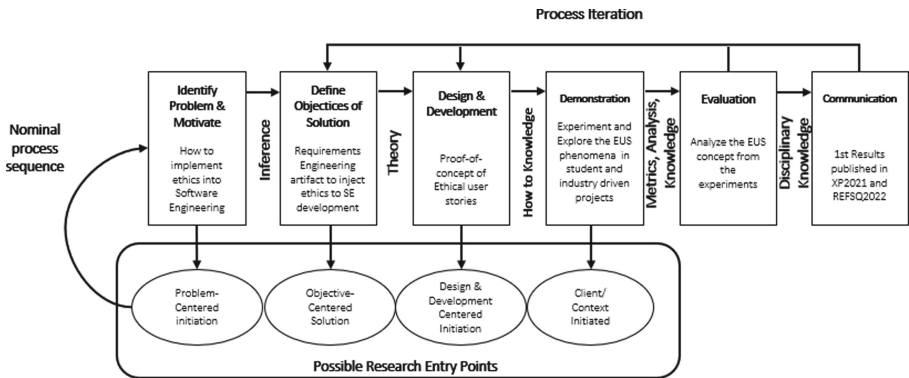 Process Iteration
Nominal
process
sequence
Identify
Problem &
Motivate
How to
implement
ethics into
Software
Engineering
Inference
Define
Objectices of
Solution
Requirements
Engineering
artifact to inject
ethics to SE
development
Theory
Design &
Development
Proof-of-
concept of
Ethical user
stories
How to Knowledge
Demonstration
Experiment and
Explore the EUS
phenomena in
student and
industry driven
projects
Metrics, Analysis,
Knowledge
Evaluation
Analyze the EUS
concept from
the
experiments
Disciplinary
Knowledge
Communication
1st Results
published in
XP2021 and
REFSQ2022
Problem-
Centered
initiation
Objective-
Centered
Solution
Design &
Development
Centered
Initiation
Client/
Context
Initiated
Possible Research Entry Points